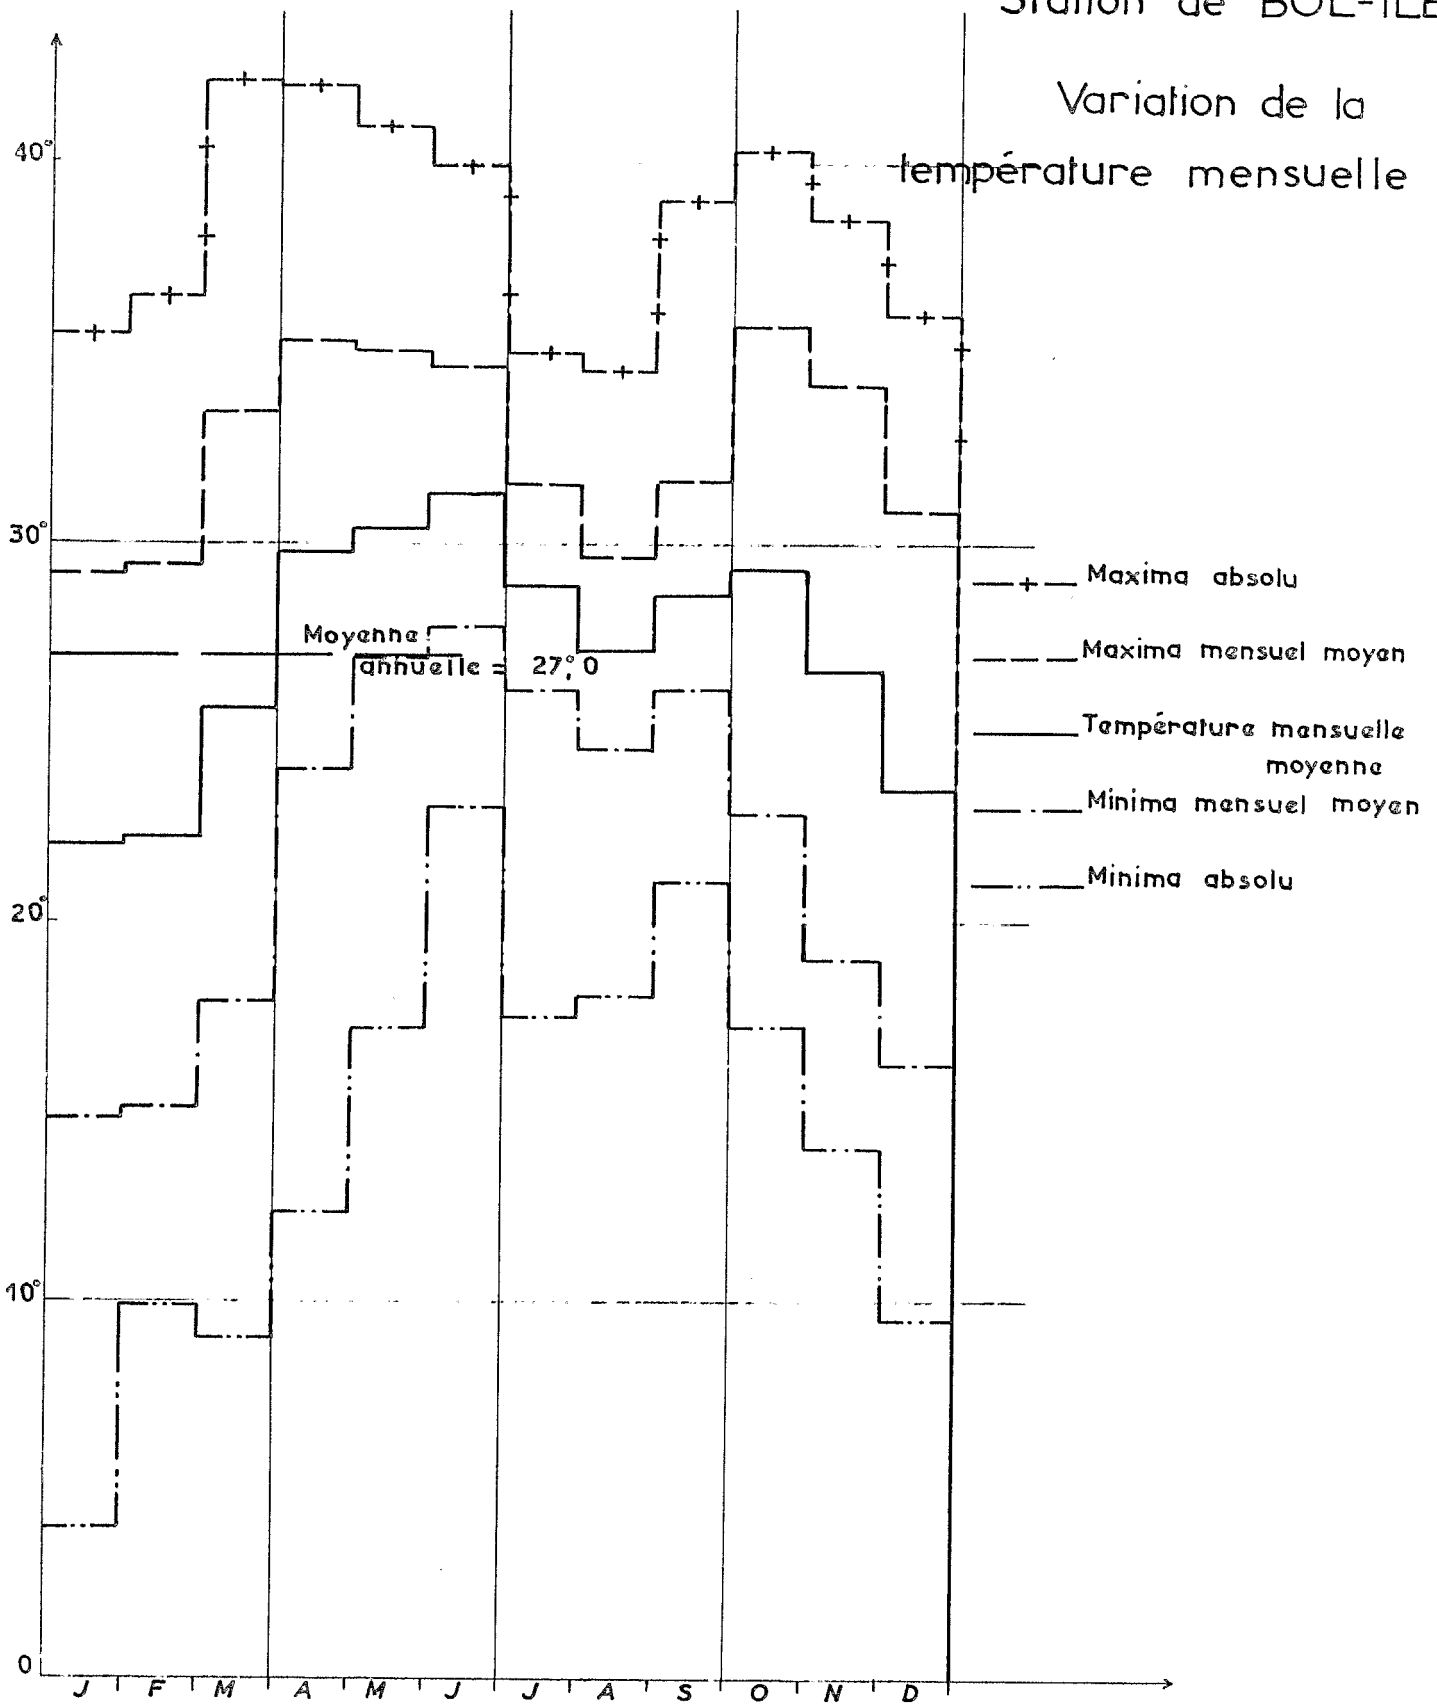 Station de BOL-ILE
Variation de la
température mensuelle
40°
30°
20°
10°
0
Moyenne
annuelle = 27°,0
Maxima absolu
Maxima mensuel moyen
Température mensuelle
moyenne
Minima mensuel moyen
Minima absolu
J F M A M J J A S O N D